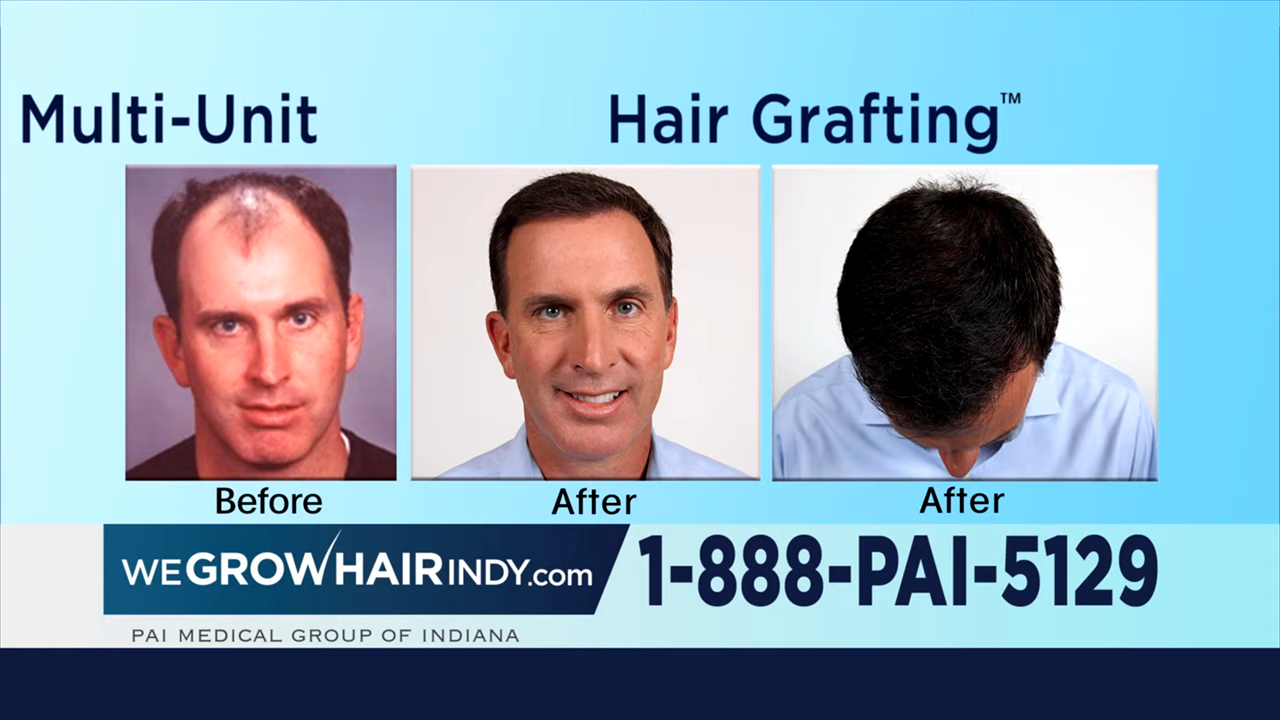 Multi-Unit Hair Grafting™
Before
After
After
WEGROWHAIRINDY.com
1-888-PAI-5129
PAI MEDICAL GROUP OF INDIANA